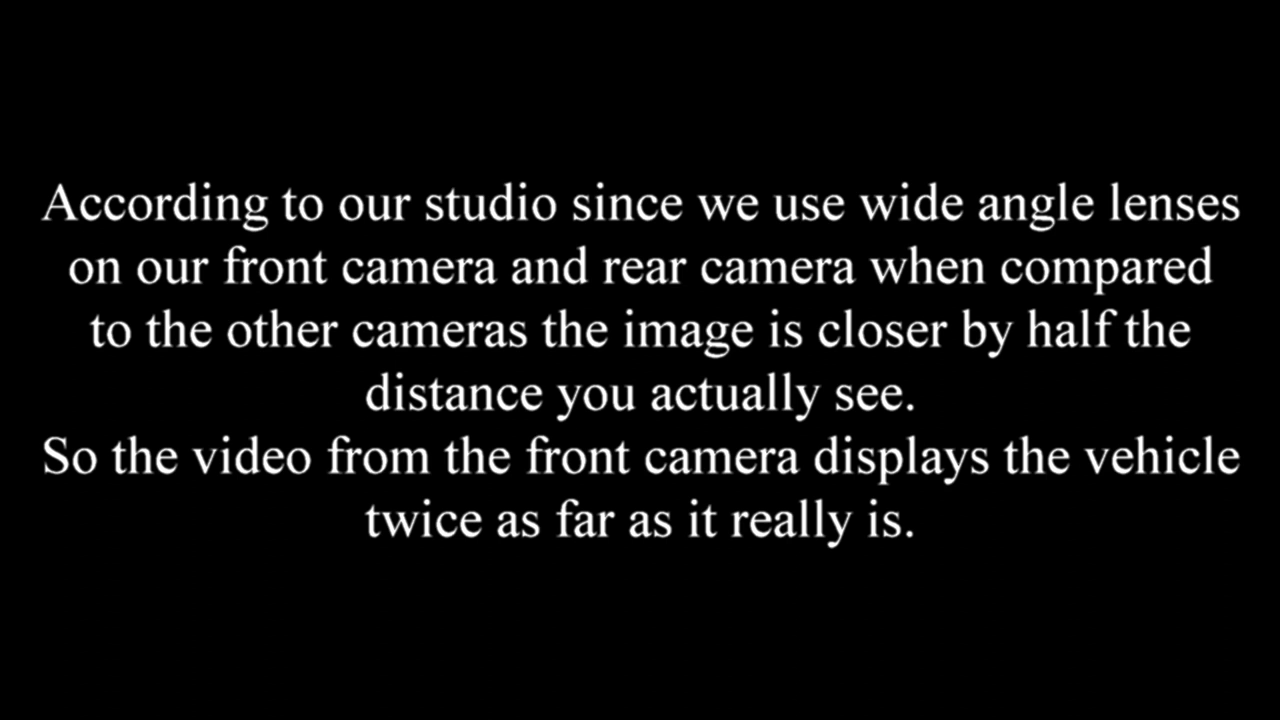 According to our studio since we use wide angle lenses
on our front camera and rear camera when compared
to the other cameras the image is closer by half the
distance you actually see.
So the video from the front camera displays the vehicle
twice as far as it really is.